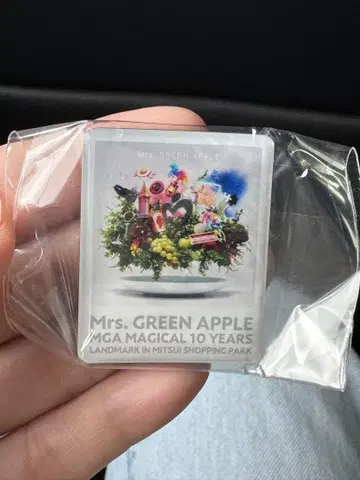 Mrs. GREEN APPLE
Mrs. GREEN APPLE
MGA MAGICAL 10 YEARS
LANDMARK IN MITSUI SHOPPING PARK